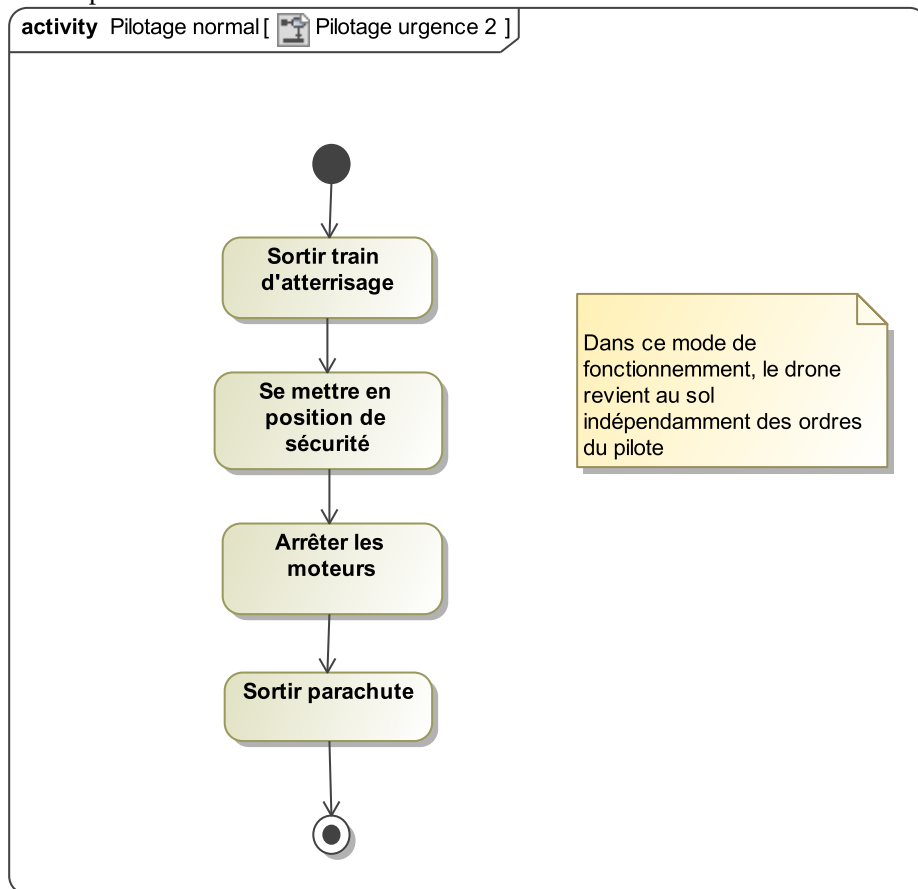 activity Pilotage normal [ Pilotage urgence 2 ]
Sortir train
d'atterrisage
Se mettre en
position de
sécurité
Arrêter les
moteurs
Sortir parachute
Dans ce mode de
fonctionnemment, le drone
revient au sol
indépendamment des ordres
du pilote